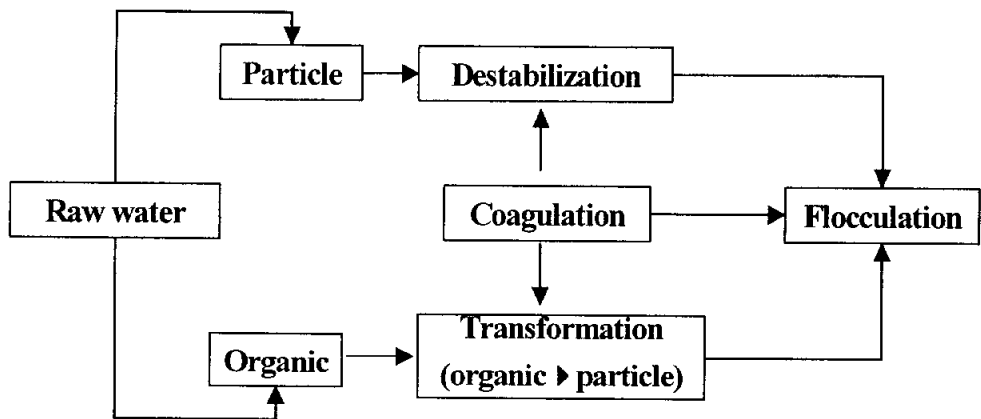 Particle
Destabilization
Raw water
Coagulation
Flocculation
Organic
Transformation
(organic ▸ particle)